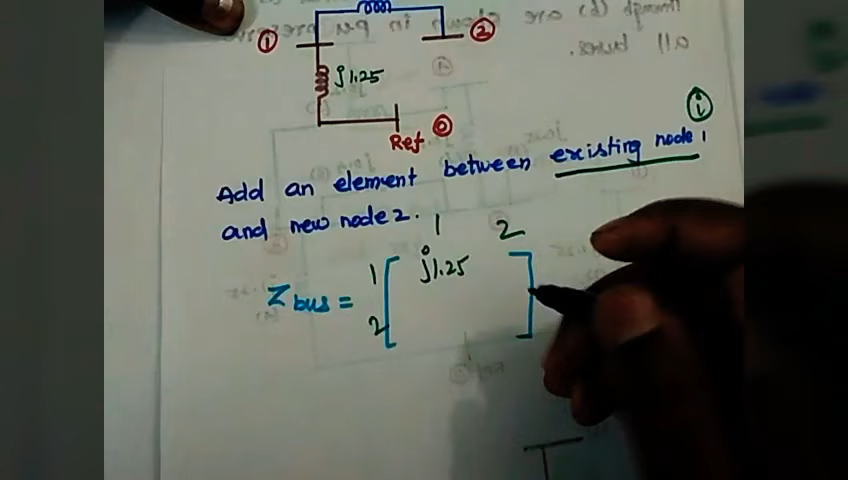 ① ②
j1.25
Ref ⓪
i
Add an element between existing node 1
and new node 2.
1 2
1 j1.25
Z bus =
2